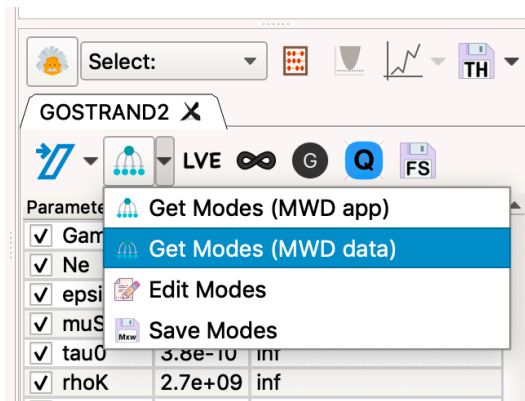 Select:
TH
GOSTRAND2
LVE
G
Q
FS
Paramete
Get Modes (MWD app)
Gam
Get Modes (MWD data)
Ne
epsi
Edit Modes
muS
Mxw
Save Modes
tau0 3.8e-10 inf
rhoK 2.7e+09 inf